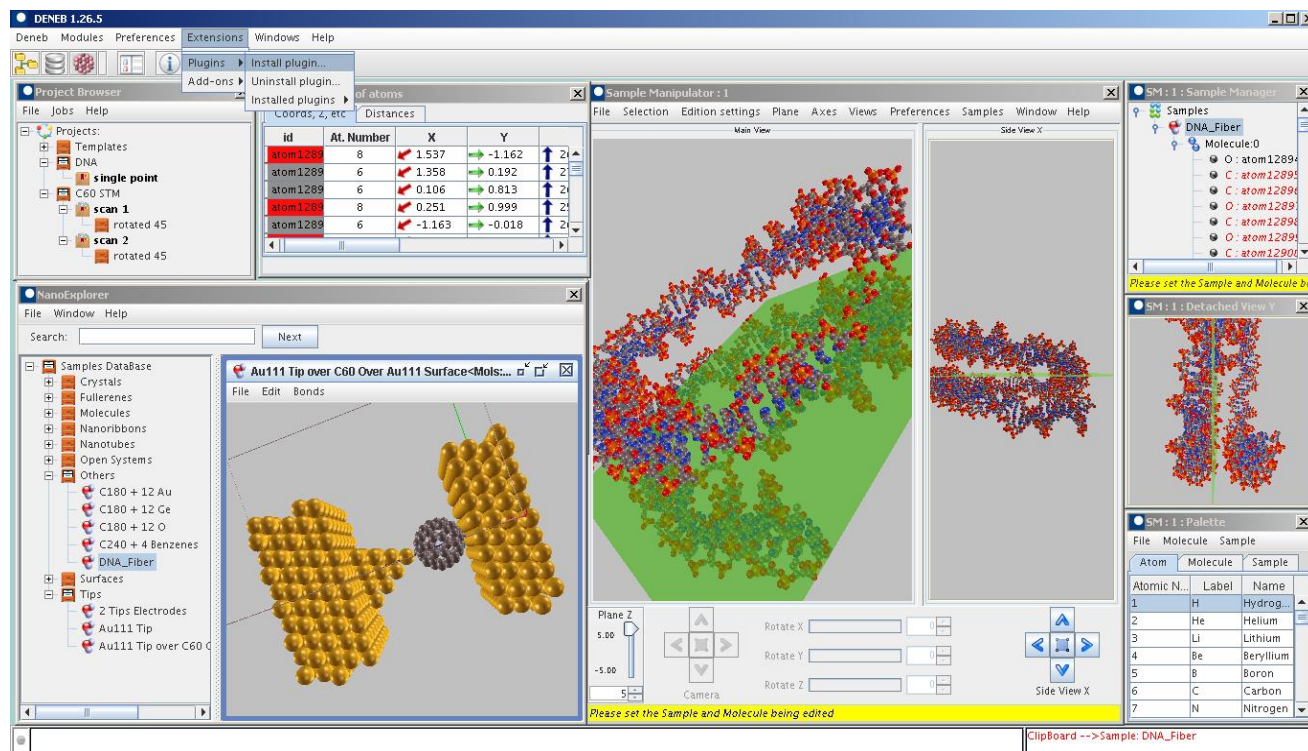 DENEB 1.26.5
Deneb Modules Preferences Extensions Windows Help
Plugins
Add-ons
Install plugin...
Uninstall plugin...
Installed plugins
Project Browser
File Jobs Help
Projects:
Templates
DNA
single point
C60 STM
scan 1
rotated 45
scan 2
rotated 45
of atoms
Coords, Z, etc Distances
id At. Number X Y
atom1289 8 1.537 -1.162
atom1289 6 1.358 0.192
atom1289 6 0.106 0.813
atom1289 8 0.251 0.999
atom1289 6 -1.163 -0.018
NanoExplorer
File Window Help
Search: Next
Samples DataBase
Crystals
Fullerenes
Molecules
Nanoribbons
Nanotubes
Open Systems
Others
C180 + 12 Au
C180 + 12 Ge
C180 + 12 O
C240 + 4 Benzenes
DNA_Fiber
Surfaces
Tips
2 Tips Electrodes
Au111 Tip
Au111 Tip over C60
Au111 Tip over C60 Over Au111 Surface<Mols:...
File Edit Bonds
Sample Manipulator : 1
File Selection Edition settings Plane Axes Views Preferences Samples Window Help
Main View
Side View X
Plane Z
5.00
-5.00
5
Camera
Rotate X 0
Rotate Y 0
Rotate Z 0
Side View X
Please set the Sample and Molecule being edited
SM : 1 : Sample Manager
Samples
DNA_Fiber
Molecule:0
O : atom12894
C : atom12895
C : atom12896
O : atom12897
C : atom12898
O : atom12899
C : atom12900
Please set the Sample and Molecule be
SM : 1 : Detached View Y
SM : 1 : Palette
File Molecule Sample
Atom Molecule Sample
Atomic N... Label Name
1 H Hydrog...
2 He Helium
3 Li Lithium
4 Be Beryllium
5 B Boron
6 C Carbon
7 N Nitrogen
ClipBoard -->Sample: DNA_Fiber